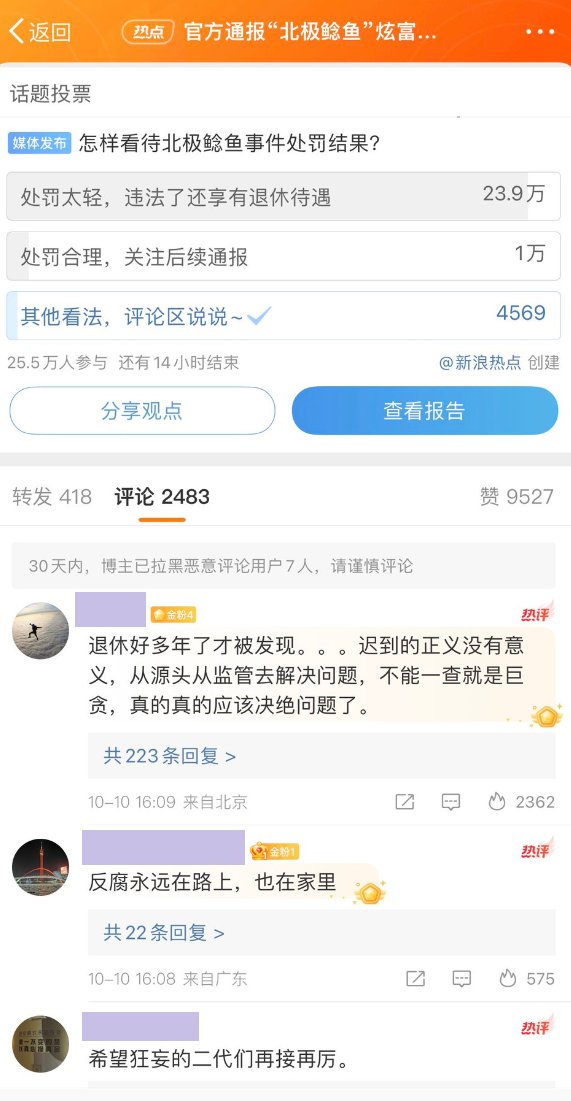 返回
热点
官方通报“北极鲶鱼”炫富...
话题投票
媒体发布 怎样看待北极鲶鱼事件处罚结果?
处罚太轻，违法了还享有退休待遇 23.9万
处罚合理，关注后续通报 1万
其他看法，评论区说说~ 4569
25.5万人参与 还有14小时结束 @新浪热点 创建
分享观点
查看报告
转发 418 评论 2483 赞 9527
30天内，博主已拉黑恶意评论用户7人，请谨慎评论
金粉4
热评
退休好多年了才被发现。。。迟到的正义没有意
义，从源头从监管去解决问题，不能一查就是巨
贪，真的真的应该决绝问题了。
共223条回复 >
10-10 16:09 来自北京 2362
金粉1
热评
反腐永远在路上，也在家里
共22条回复 >
10-10 16:08 来自广东 575
热评
希望狂妄的二代们再接再厉。